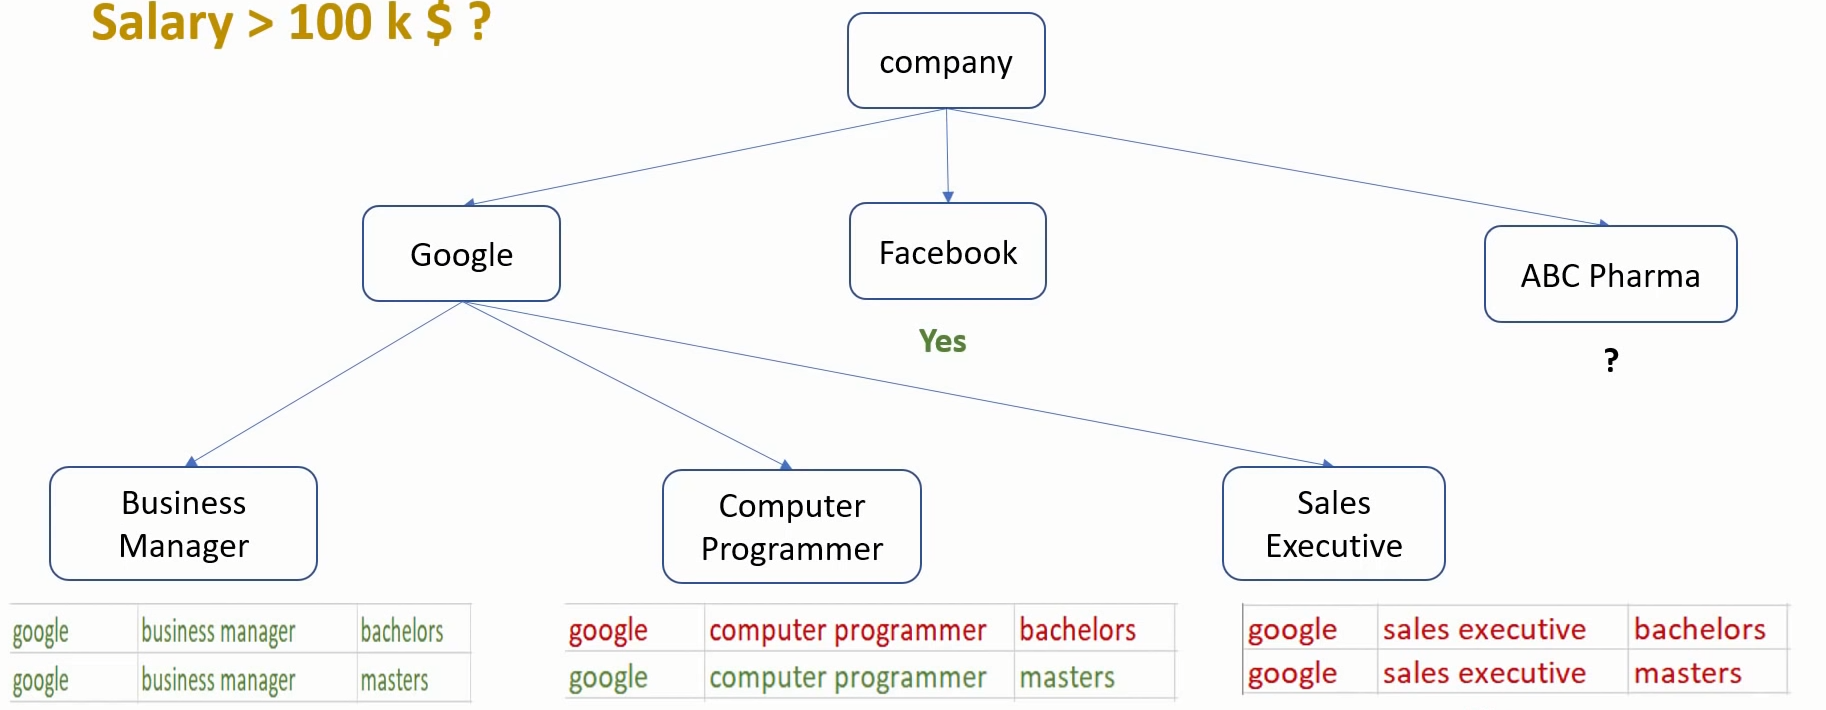 Salary > 100 k $ ?
company
Google
Facebook
ABC Pharma
Yes
?
Business
Manager
Computer
Programmer
Sales
Executive
google business manager bachelors
google business manager masters
google computer programmer bachelors
google computer programmer masters
google sales executive bachelors
google sales executive masters